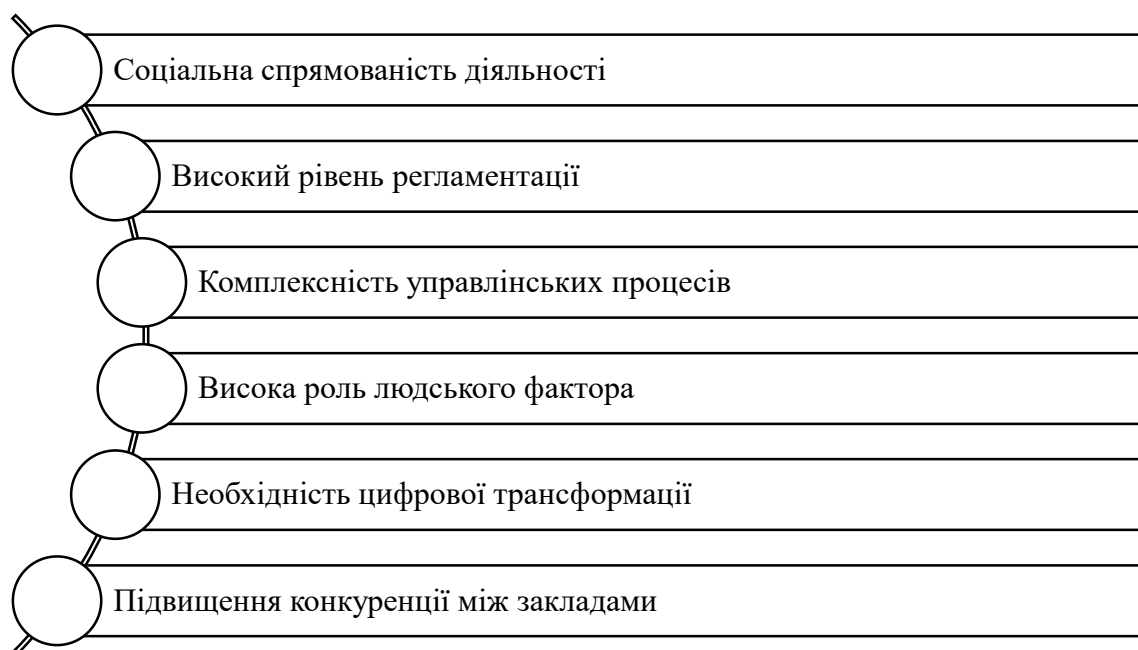 Соціальна спрямованість діяльності
Високий рівень регламентації
Комплексність управлінських процесів
Висока роль людського фактора
Необхідність цифрової трансформації
Підвищення конкуренції між закладами